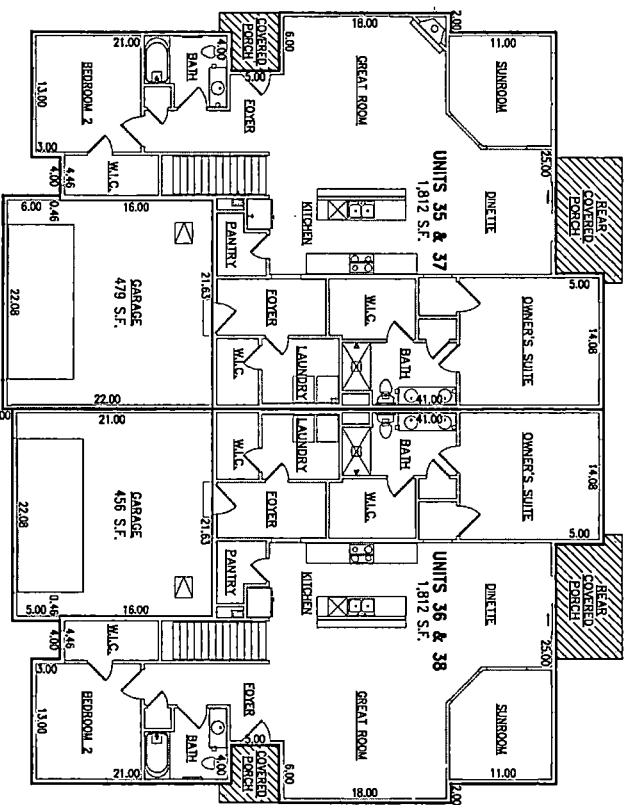 COVERED
PORCH
2.00
18.00
6.00
11.00
21.00
4.00
5.00
BATH
SUNROOM
GREAT ROOM
BEDROOM 2
FOYER
13.00
3.00
4.00
4.46
W.I.C.
25.00
UNITS 35 & 37
1,812 S.F.
DINETTE
REAR
COVERED
PORCH
KITCHEN
PANTRY
6.00
0.46
16.00
21.63
5.00
22.08
GARAGE
479 S.F.
FOYER
W.I.C.
OWNER'S SUITE
14.08
W.I.C.
LAUNDRY
BATH
22.00
41.00
21.00
41.00
W.I.C.
LAUNDRY
BATH
OWNER'S SUITE
14.08
22.08
GARAGE
456 S.F.
21.63
FOYER
W.I.C.
5.00
PANTRY
KITCHEN
UNITS 36 & 38
1,812 S.F.
DINETTE
REAR
COVERED
PORCH
5.00
0.46
16.00
4.00
4.46
W.I.C.
25.00
3.00
13.00
BEDROOM 2
FOYER
GREAT ROOM
SUNROOM
BATH
5.00
4.00
21.00
COVERED
PORCH
6.00
18.00
2.00
11.00